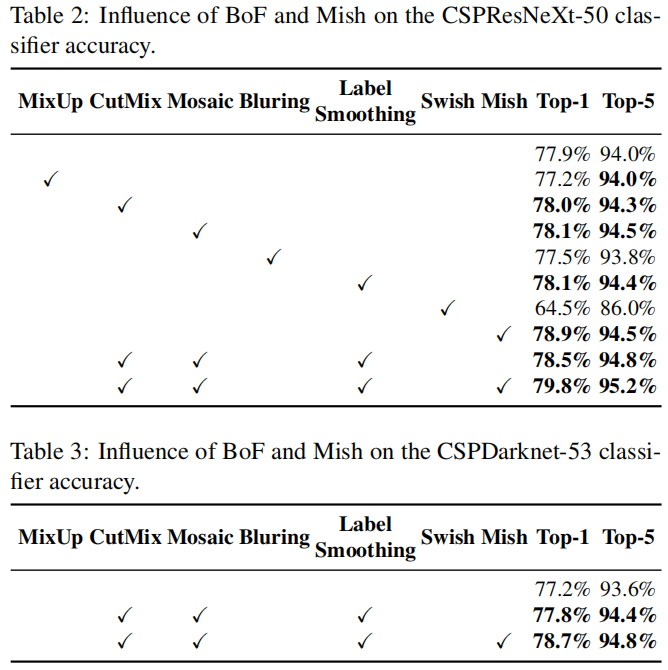 Table 2: Influence of BoF and Mish on the CSPResNeXt-50 clas-
sifier accuracy.
MixUp CutMix Mosaic Bluring Label Smoothing Swish Mish Top-1 Top-5
77.9% 94.0%
✓ 77.2% 94.0%
✓ 78.0% 94.3%
✓ 78.1% 94.5%
✓ 77.5% 93.8%
✓ 78.1% 94.4%
✓ 64.5% 86.0%
✓ 78.9% 94.5%
✓ ✓ ✓ 78.5% 94.8%
✓ ✓ ✓ ✓ 79.8% 95.2%
Table 3: Influence of BoF and Mish on the CSPDarknet-53 classi-
fier accuracy.
MixUp CutMix Mosaic Bluring Label Smoothing Swish Mish Top-1 Top-5
77.2% 93.6%
✓ ✓ ✓ 77.8% 94.4%
✓ ✓ ✓ ✓ 78.7% 94.8%